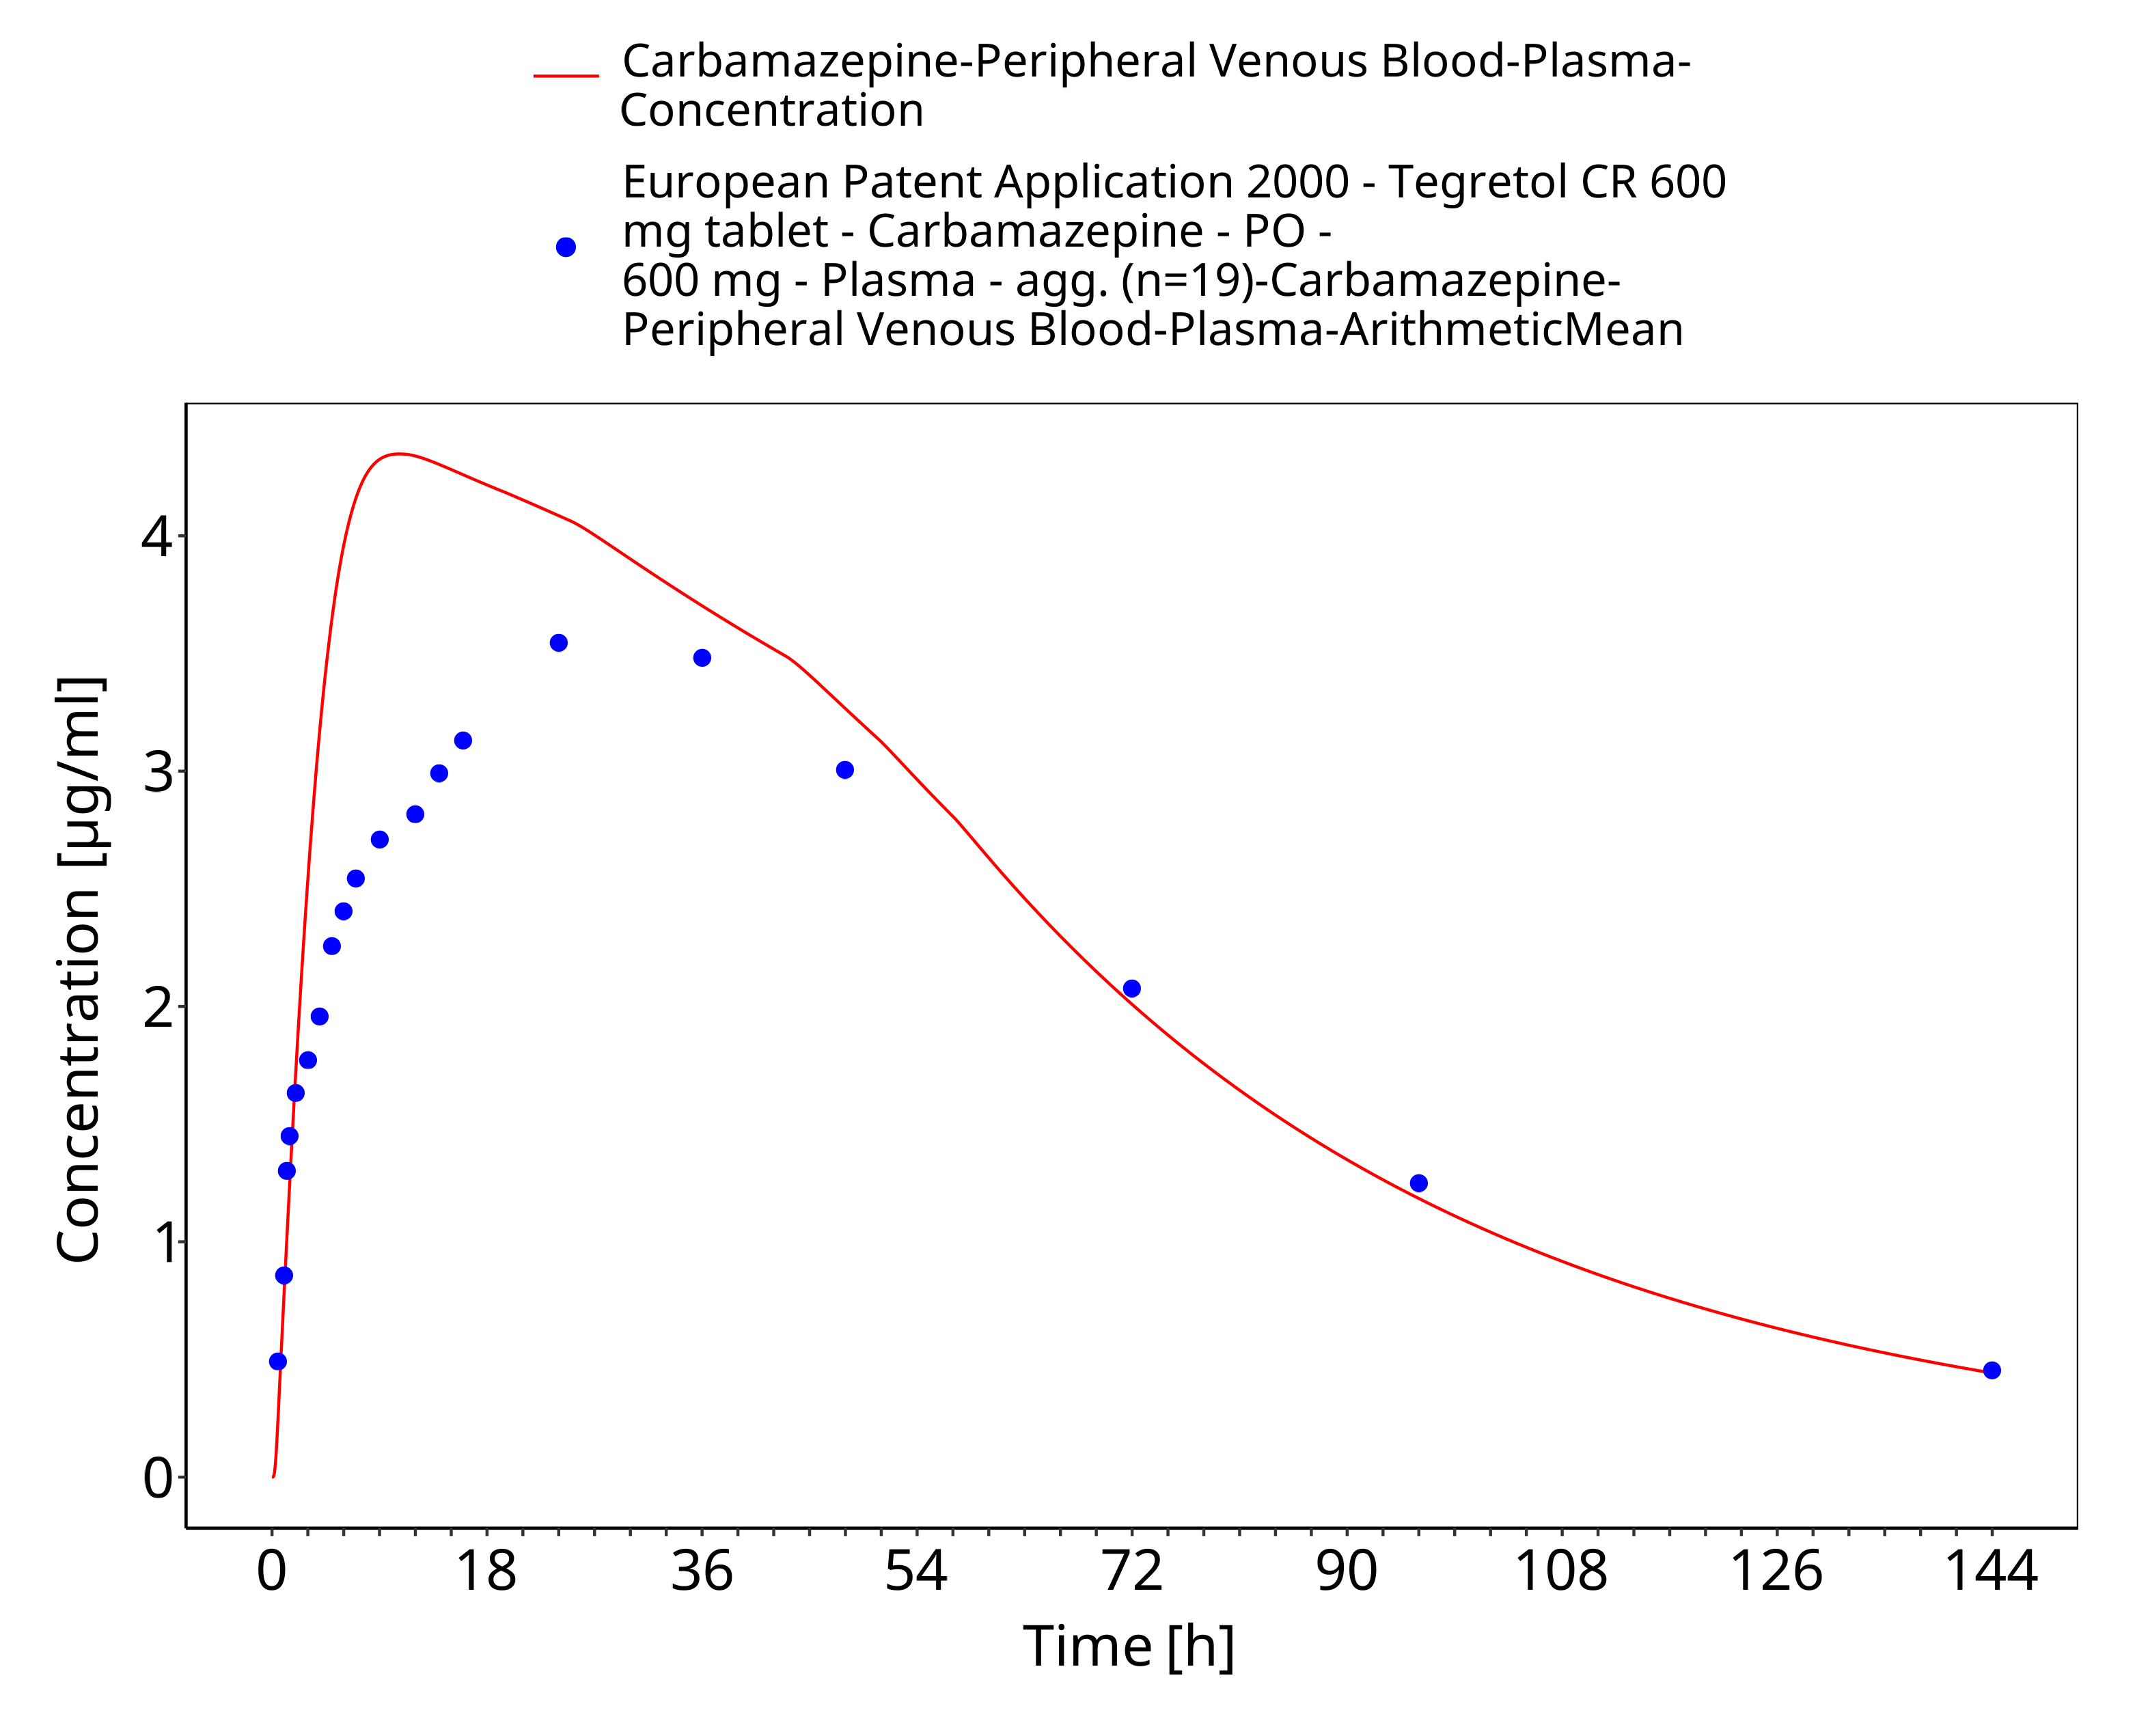 Carbamazepine-Peripheral Venous Blood-Plasma-
Concentration
European Patent Application 2000 - Tegretol CR 600
mg tablet - Carbamazepine - PO -
600 mg - Plasma - agg. (n=19)-Carbamazepine-
Peripheral Venous Blood-Plasma-ArithmeticMean
Concentration [µg/ml]
4
3
2
1
0
0 18 36 54 72 90 108 126 144
Time [h]